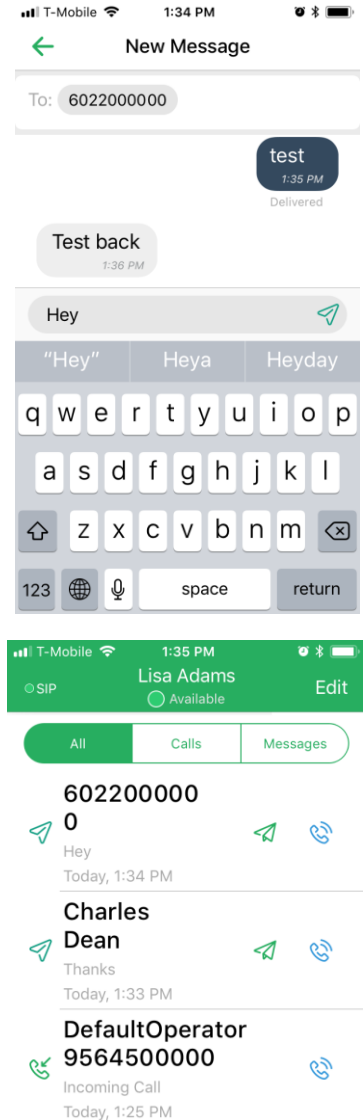 T-Mobile 1:34 PM
New Message
To: 6022000000
test
1:35 PM
Delivered
Test back
1:36 PM
Hey
“Hey” Heya Heyday
q w e r t y u i o p
a s d f g h j k l
z x c v b n m
123 space return
T-Mobile 1:35 PM
Lisa Adams
SIP Available Edit
All Calls Messages
602200000
0
Hey
Today, 1:34 PM
Charles
Dean
Thanks
Today, 1:33 PM
DefaultOperator
9564500000
Incoming Call
Today, 1:25 PM